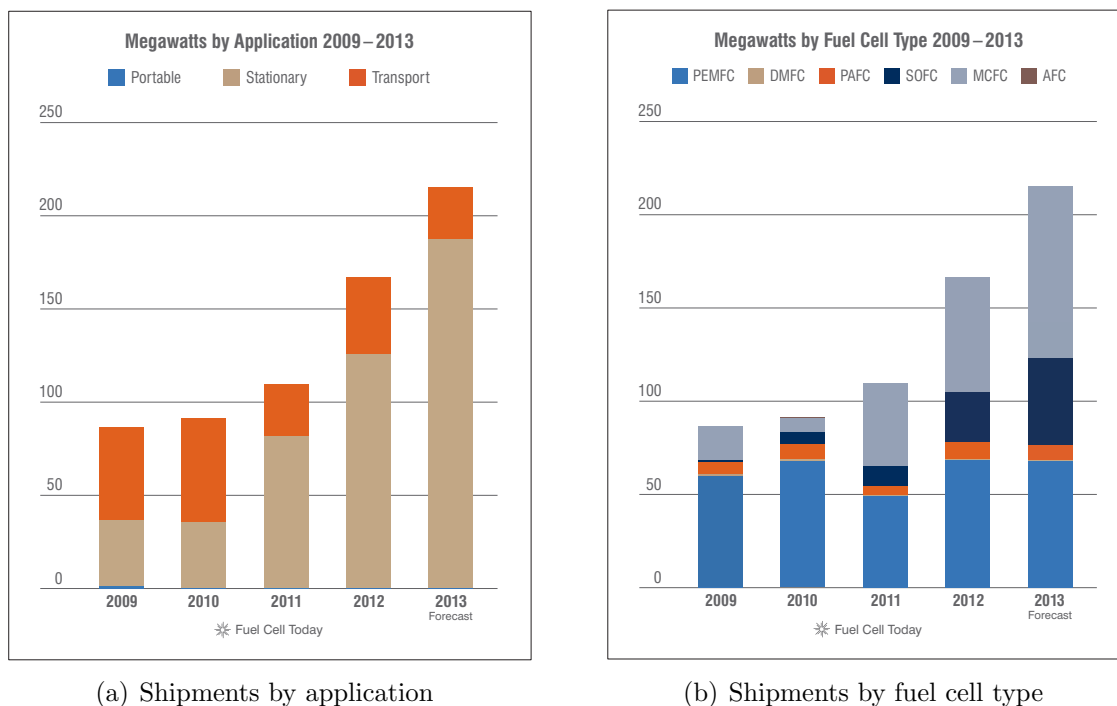 Megawatts by Application 2009–2013
Portable Stationary Transport
250
200
150
100
50
0
2009 2010 2011 2012 2013
Forecast
Fuel Cell Today
(a) Shipments by application
Megawatts by Fuel Cell Type 2009–2013
PEMFC DMFC PAFC SOFC MCFC AFC
250
200
150
100
50
0
2009 2010 2011 2012 2013
Forecast
Fuel Cell Today
(b) Shipments by fuel cell type